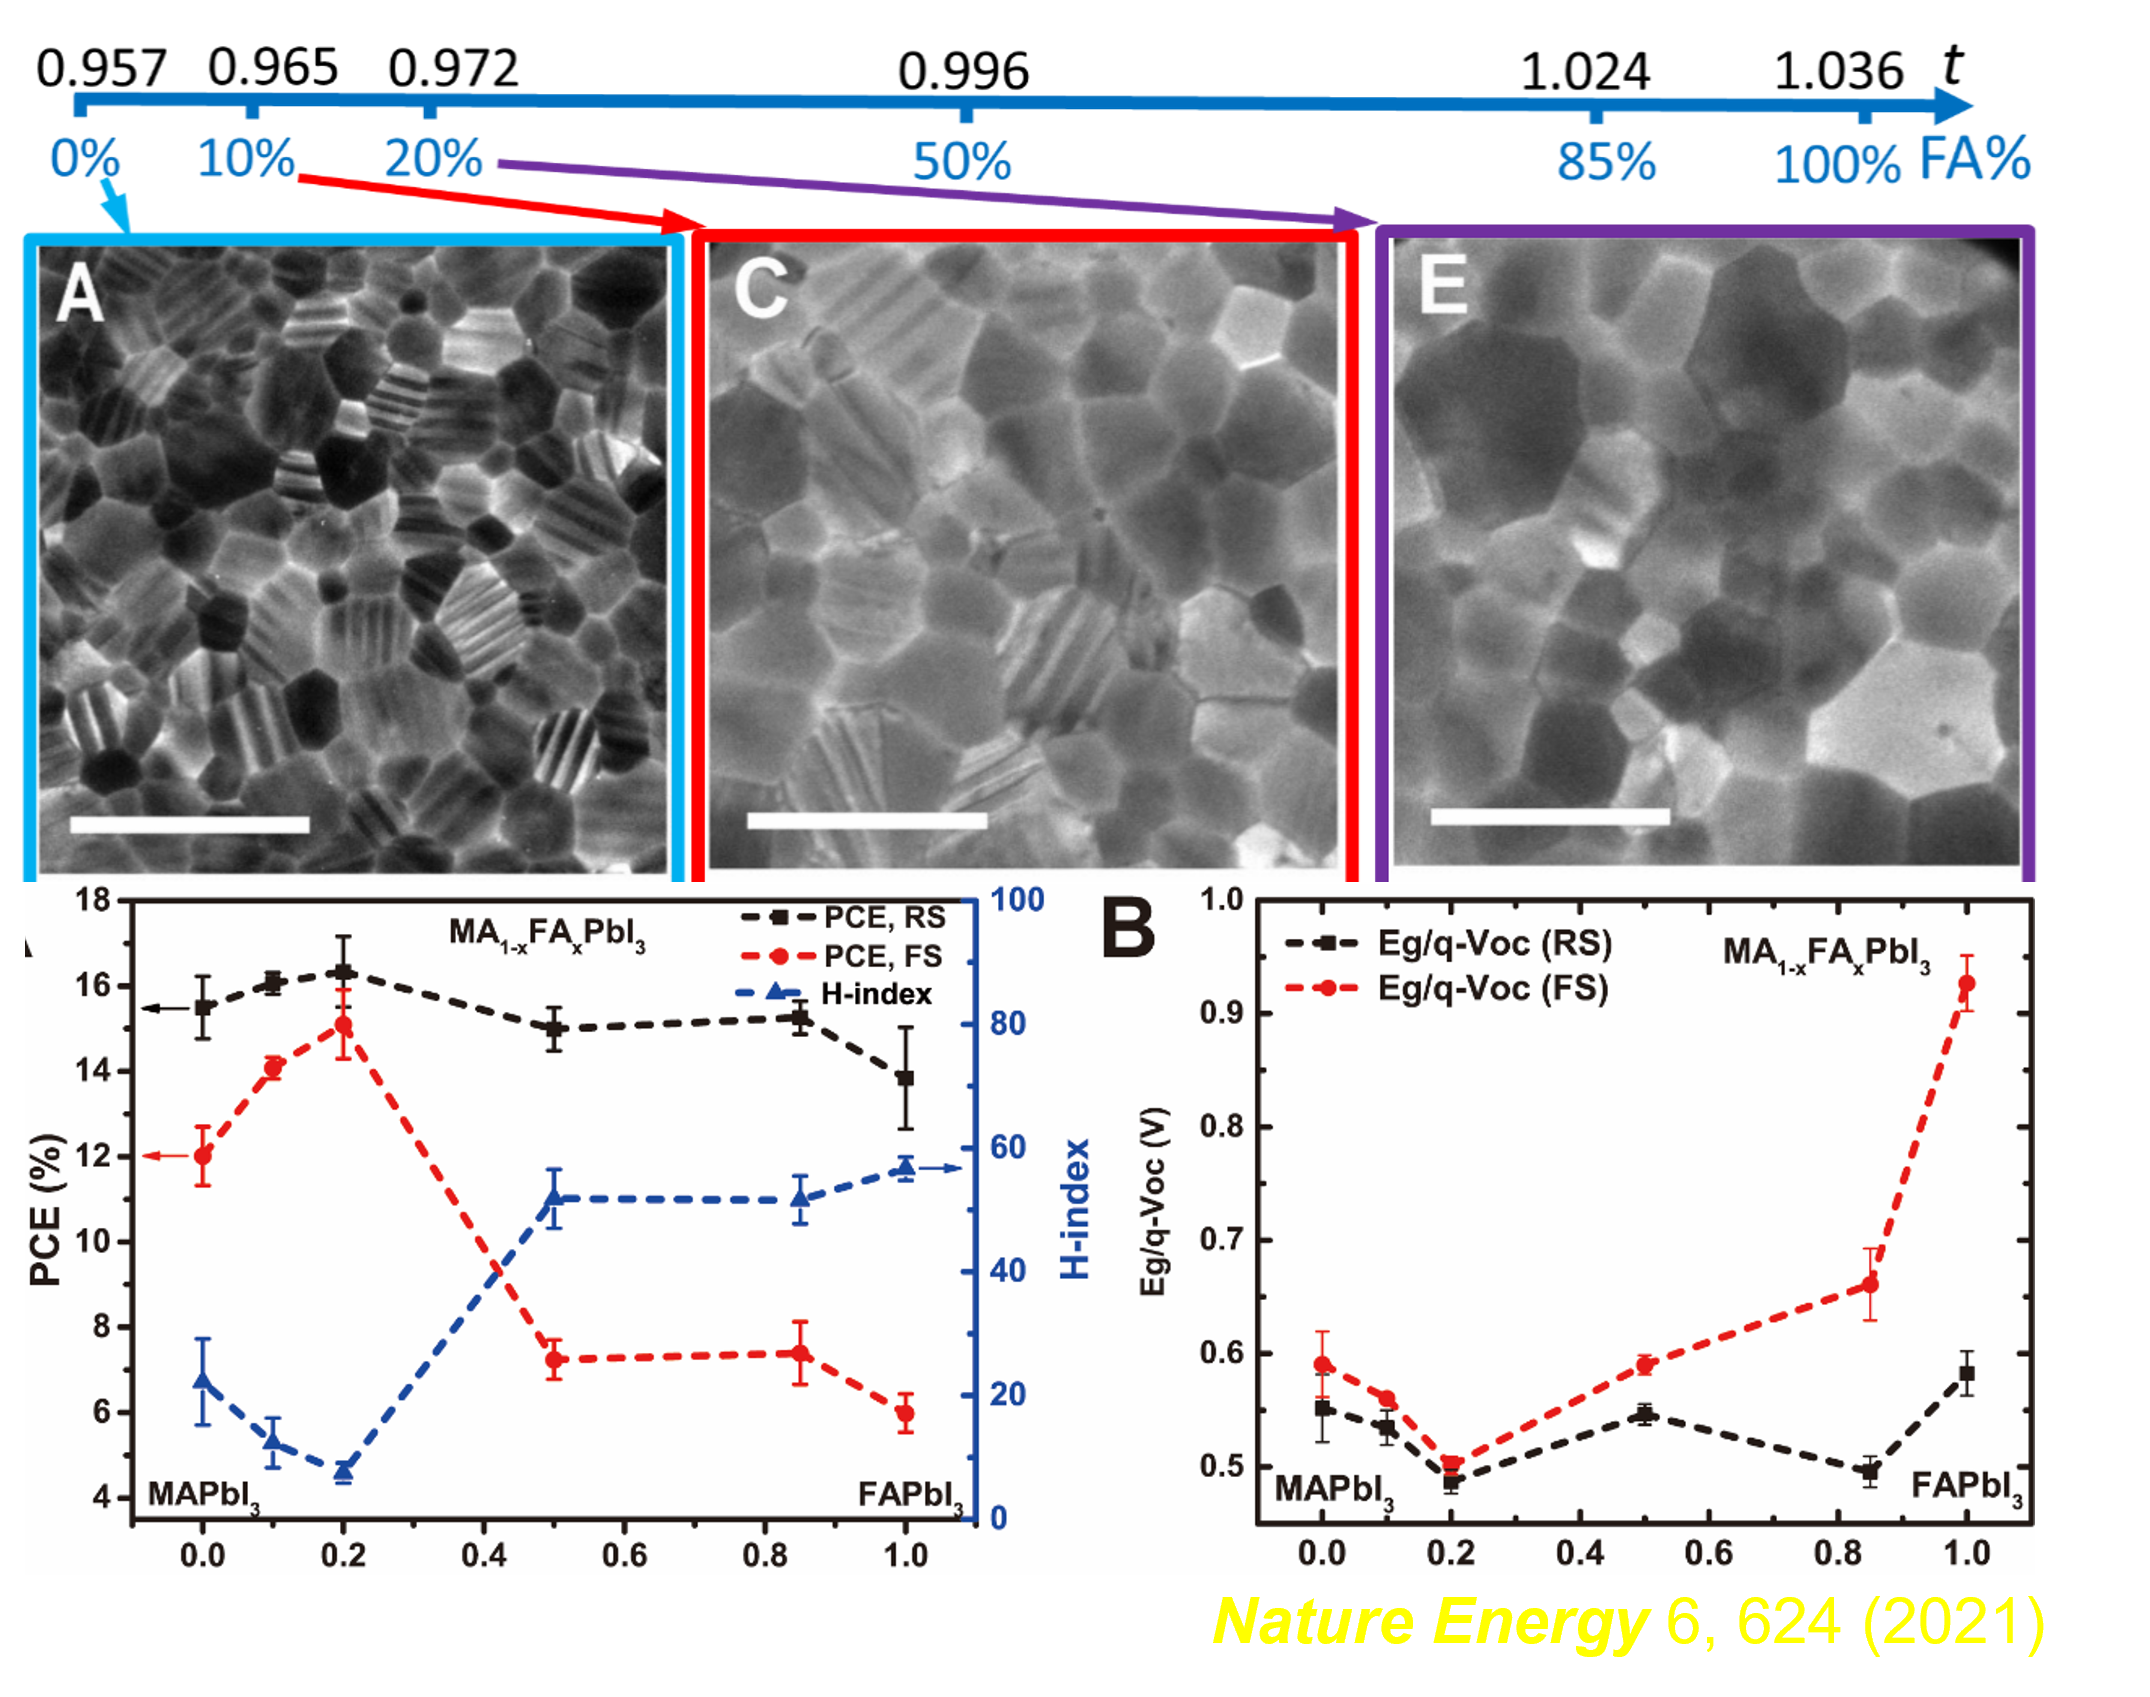 0.957 0.965 0.972 0.996 1.024 1.036 t
0% 10% 20% 50% 85% 100% FA%
A
C
E
18
16
14
12
10
8
6
4
PCE (%)
MA1-xFAxPbI3
PCE, RS
PCE, FS
H-index
MAPbI3
FAPbI3
100
80
60
40
20
0
H-index
0.0 0.2 0.4 0.6 0.8 1.0
B
1.0
0.9
0.8
0.7
0.6
0.5
Eg/q-Voc (V)
Eg/q-Voc (RS)
Eg/q-Voc (FS)
MA1-xFAxPbI3
MAPbI3
FAPbI3
0.0 0.2 0.4 0.6 0.8 1.0
Nature Energy 6, 624 (2021)